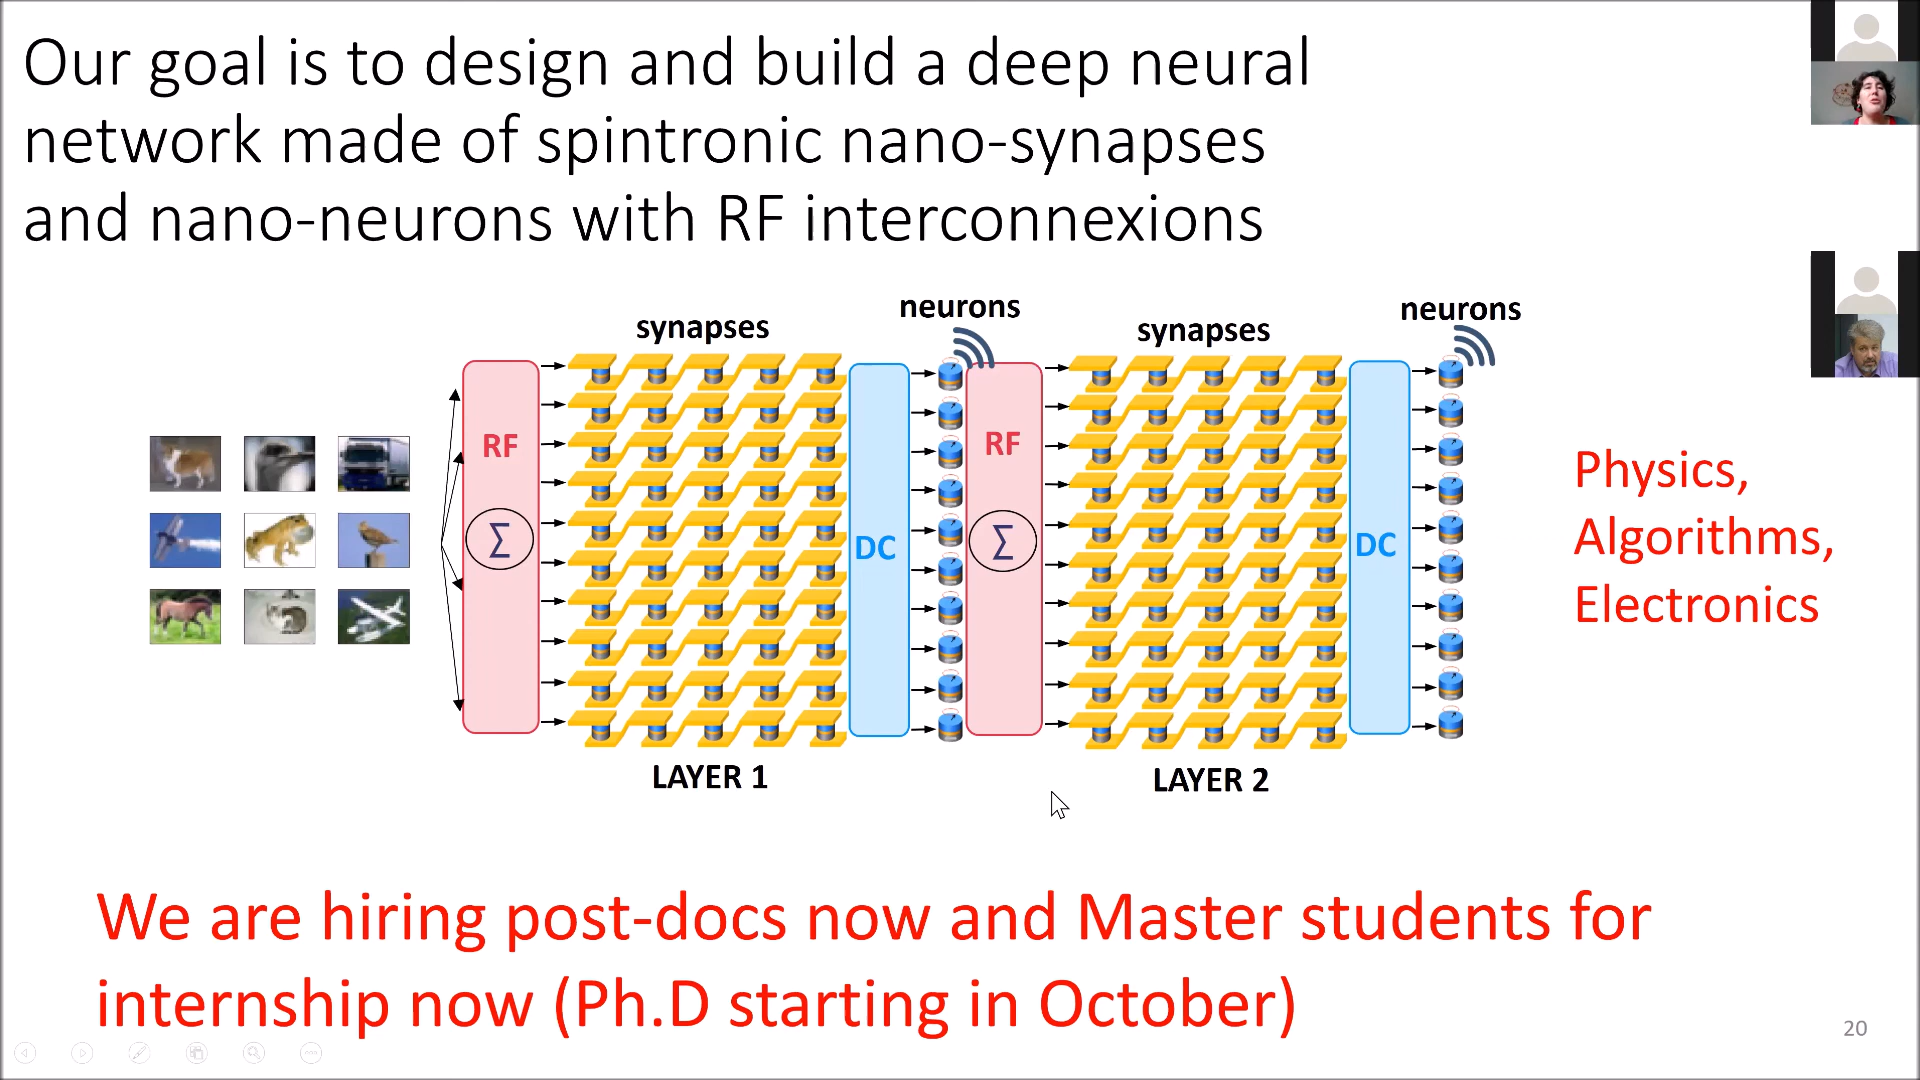 Our goal is to design and build a deep neural
network made of spintronic nano-synapses
and nano-neurons with RF interconnexions
synapses
neurons
synapses
neurons
RF
∑
DC
RF
∑
DC
LAYER 1
LAYER 2
Physics,
Algorithms,
Electronics
We are hiring post-docs now and Master students for
internship now (Ph.D starting in October)
20